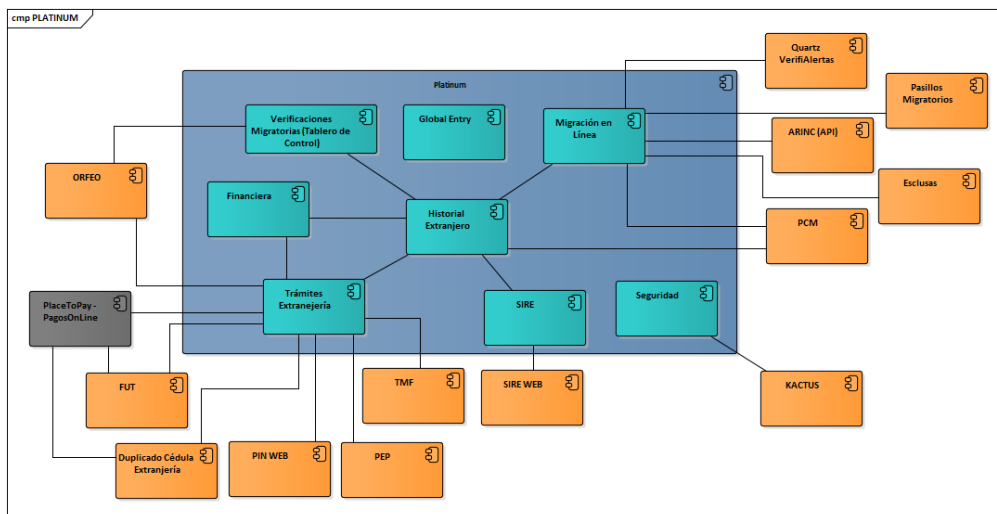 cmp PLATINUM
Quartz
VerifiAlertas
Platinum
Pasillos
Migratorios
Verificaciones
Migratorias (Tablero de
Control)
Global Entry
Migración en
Línea
ARINC (API)
ORFEO
Esclusas
Financiera
Historial
Extranjero
PCM
PlaceToPay -
PagosOnLine
Trámites
Extranejería
SIRE
Seguridad
FUT
TMF
SIRE WEB
KACTUS
Duplicado Cédula
Extranjería
PIN WEB
PEP